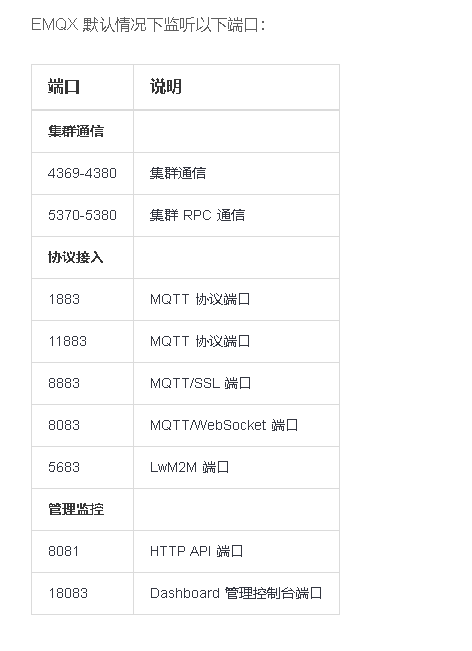 EMQX 默认情况下监听以下端口：
端口 说明
集群通信
4369-4380 集群通信
5370-5380 集群 RPC 通信
协议接入
1883 MQTT 协议端口
11883 MQTT 协议端口
8883 MQTT/SSL 端口
8083 MQTT/WebSocket 端口
5683 LwM2M 端口
管理监控
8081 HTTP API 端口
18083 Dashboard 管理控制台端口